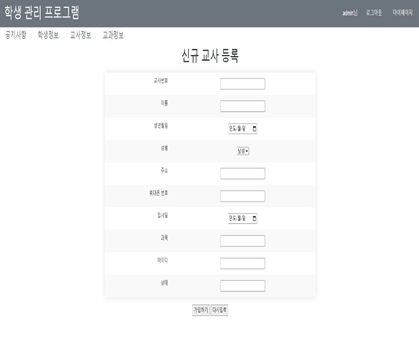 학생 관리 프로그램
admin님 로그아웃 마이페이지
공지사항 학생정보 교사정보 교과정보
신규 교사 등록
교사번호
이름
생년월일 연도-월-일
성별 남성
주소
휴대폰 번호
입사일 연도-월-일
과목
아이디
상태
가입하기 다시입력